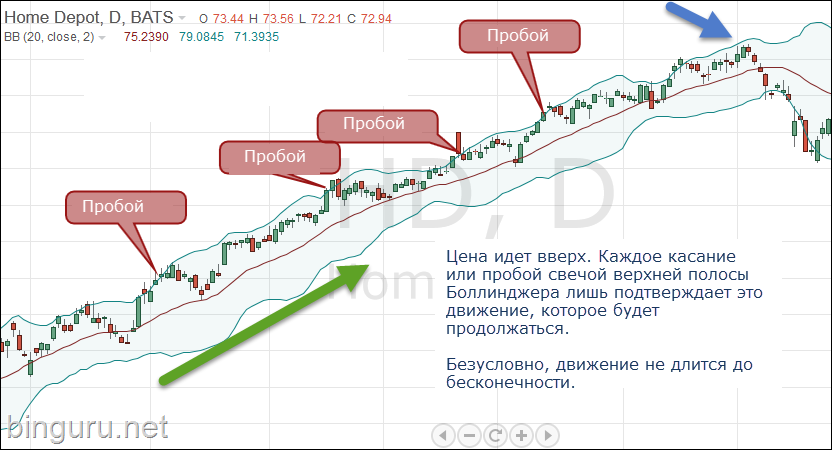 Home Depot, D, BATS O 73.44 H 73.56 L 72.21 C 72.94
BB (20, close, 2) 75.2390 79.0845 71.3935
Пробой
Пробой
Пробой
Пробой
HD, D
Hom
Цена идет вверх. Каждое касание
или пробой свечой верхней полосы
Боллинджера лишь подтверждает это
движение, которое будет
продолжаться.
Безусловно, движение не длится до
бесконечности.
binguru.net